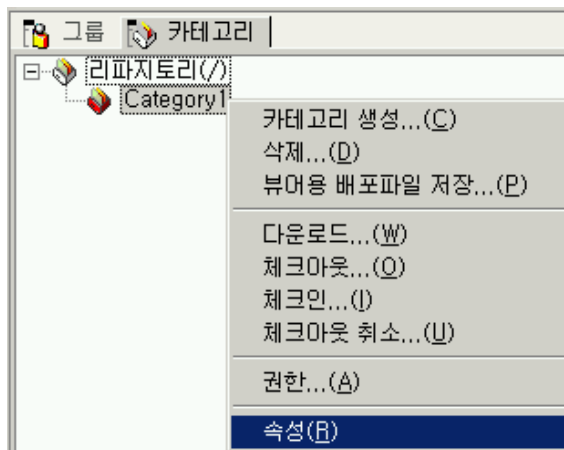 그룹 카테고리
리파지토리(/)
Category1
카테고리 생성...(C)
삭제...(D)
뷰어용 배포파일 저장...(P)
다운로드...(W)
체크아웃...(O)
체크인...(I)
체크아웃 취소...(U)
권한...(A)
속성(R)